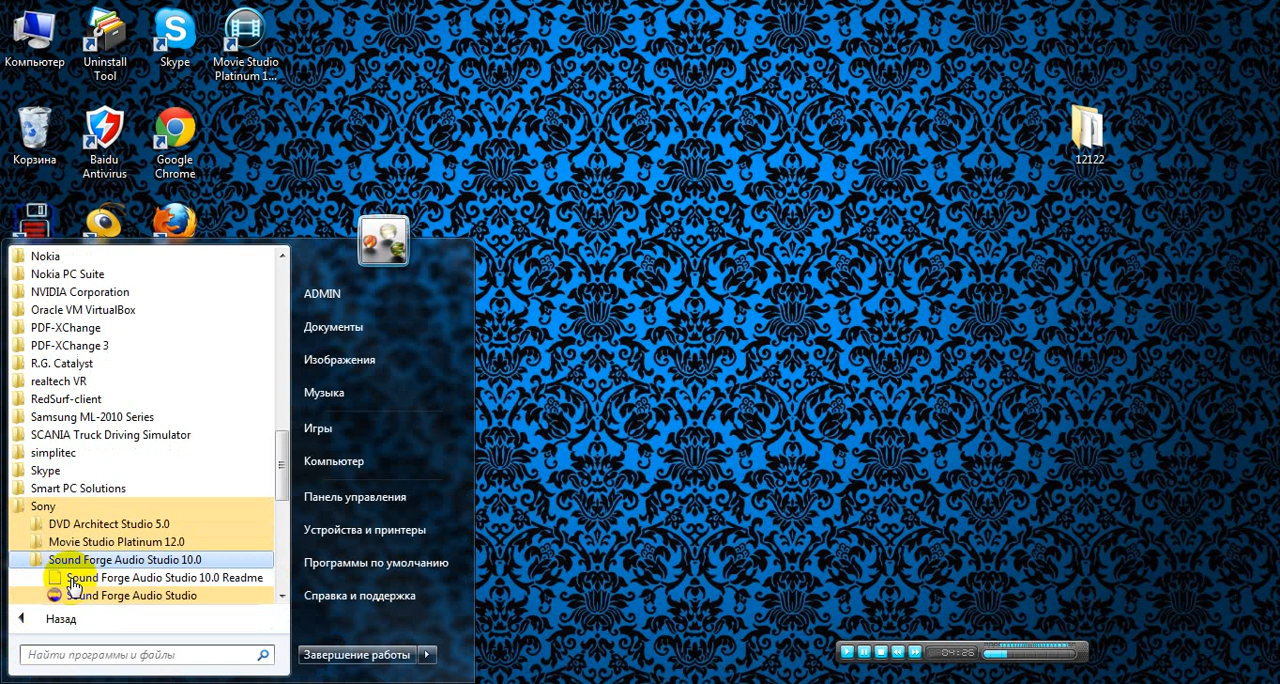 Компьютер
Uninstall
Tool
Skype
Movie Studio
Platinum 1...
Корзина
Baidu
Antivirus
Google
Chrome
12122
Nokia
Nokia PC Suite
NVIDIA Corporation
Oracle VM VirtualBox
PDF-XChange
PDF-XChange 3
R.G. Catalyst
realtech VR
RedSurf-client
Samsung ML-2010 Series
SCANIA Truck Driving Simulator
simplitec
Skype
Smart PC Solutions
Sony
DVD Architect Studio 5.0
Movie Studio Platinum 12.0
Sound Forge Audio Studio 10.0
Sound Forge Audio Studio 10.0 Readme
Sound Forge Audio Studio
Назад
Найти программы и файлы
ADMIN
Документы
Изображения
Музыка
Игры
Компьютер
Панель управления
Устройства и принтеры
Программы по умолчанию
Справка и поддержка
Завершение работы
04:26